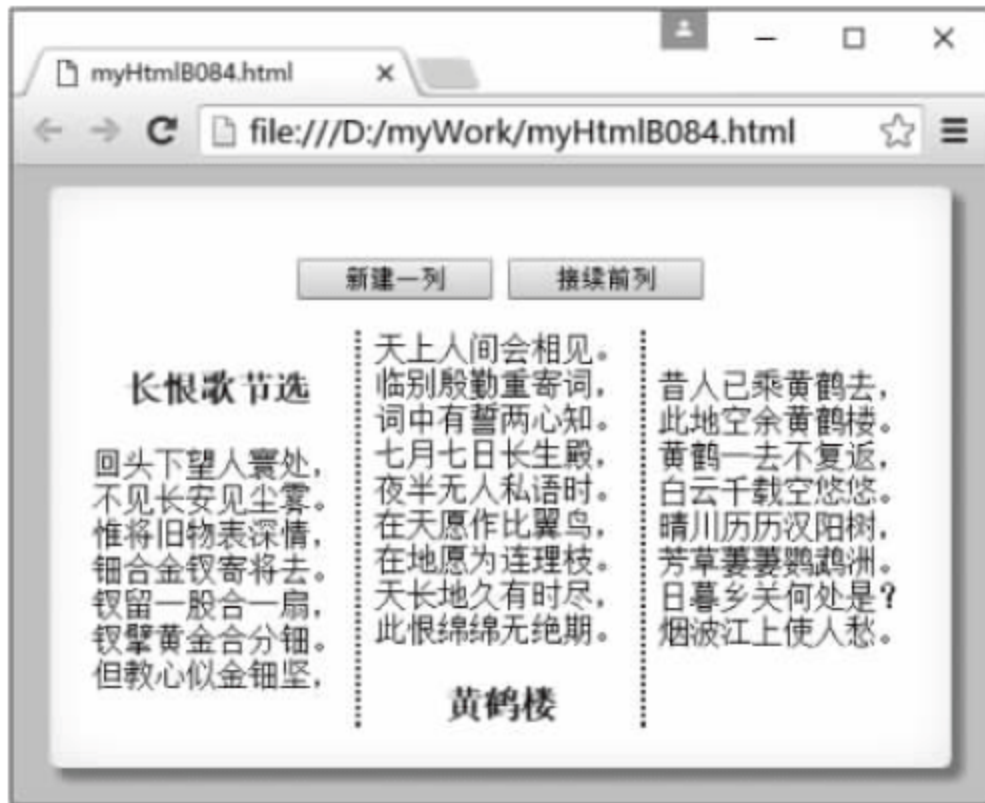 myHtmlB084.html
file:///D:/myWork/myHtmlB084.html
新建一列 接续前列
长恨歌节选
回头下望人寰处，
不见长安见尘雾。
惟将旧物表深情，
钿合金钗寄将去。
钗留一股合一扇，
钗擘黄金合分钿。
但教心似金钿坚，
天上人间会相见。
临别殷勤重寄词，
词中有誓两心知。
七月七日长生殿，
夜半无人私语时。
在天愿作比翼鸟，
在地愿为连理枝。
天长地久有时尽，
此恨绵绵无绝期。
黄鹤楼
昔人已乘黄鹤去，
此地空余黄鹤楼。
黄鹤一去不复返，
白云千载空悠悠。
晴川历历汉阳树，
芳草萋萋鹦鹉洲。
日暮乡关何处是？
烟波江上使人愁。